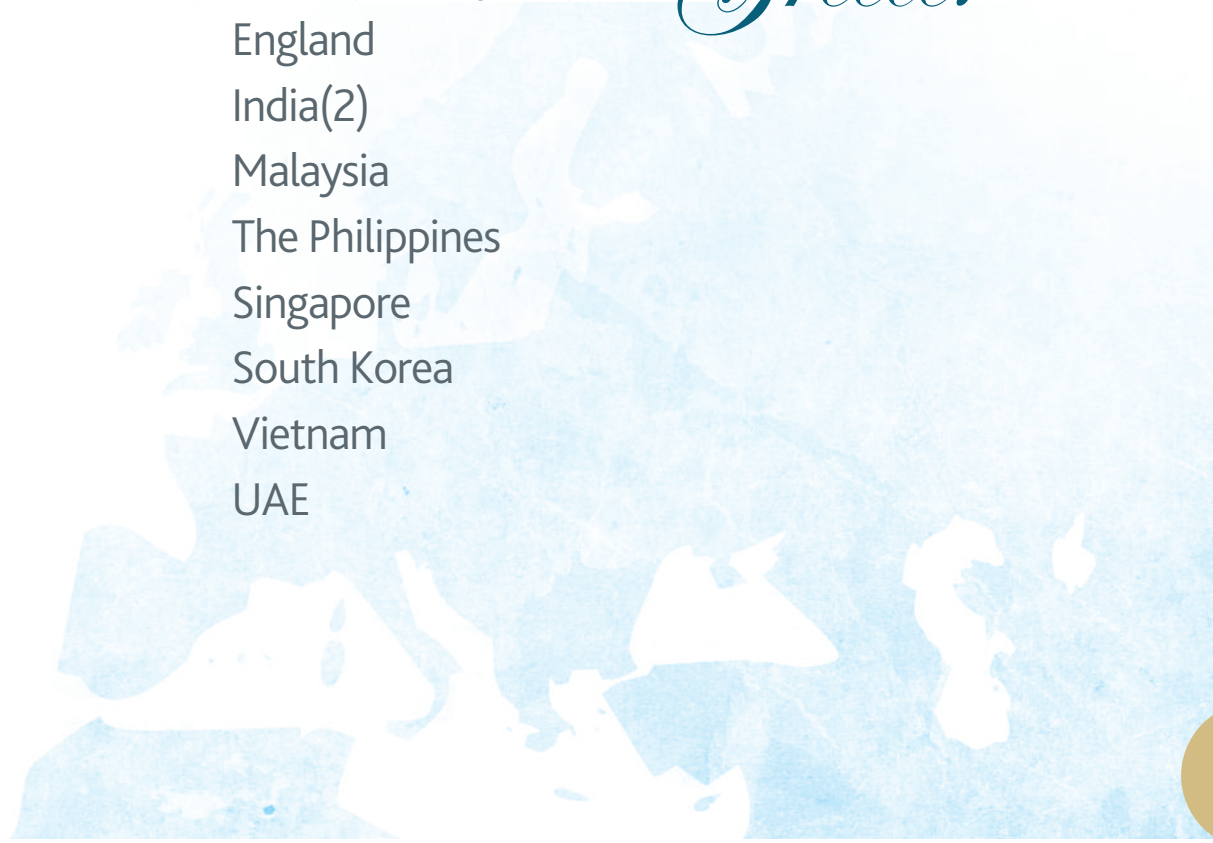 England
India(2)
Malaysia
The Philippines
Singapore
South Korea
Vietnam
UAE